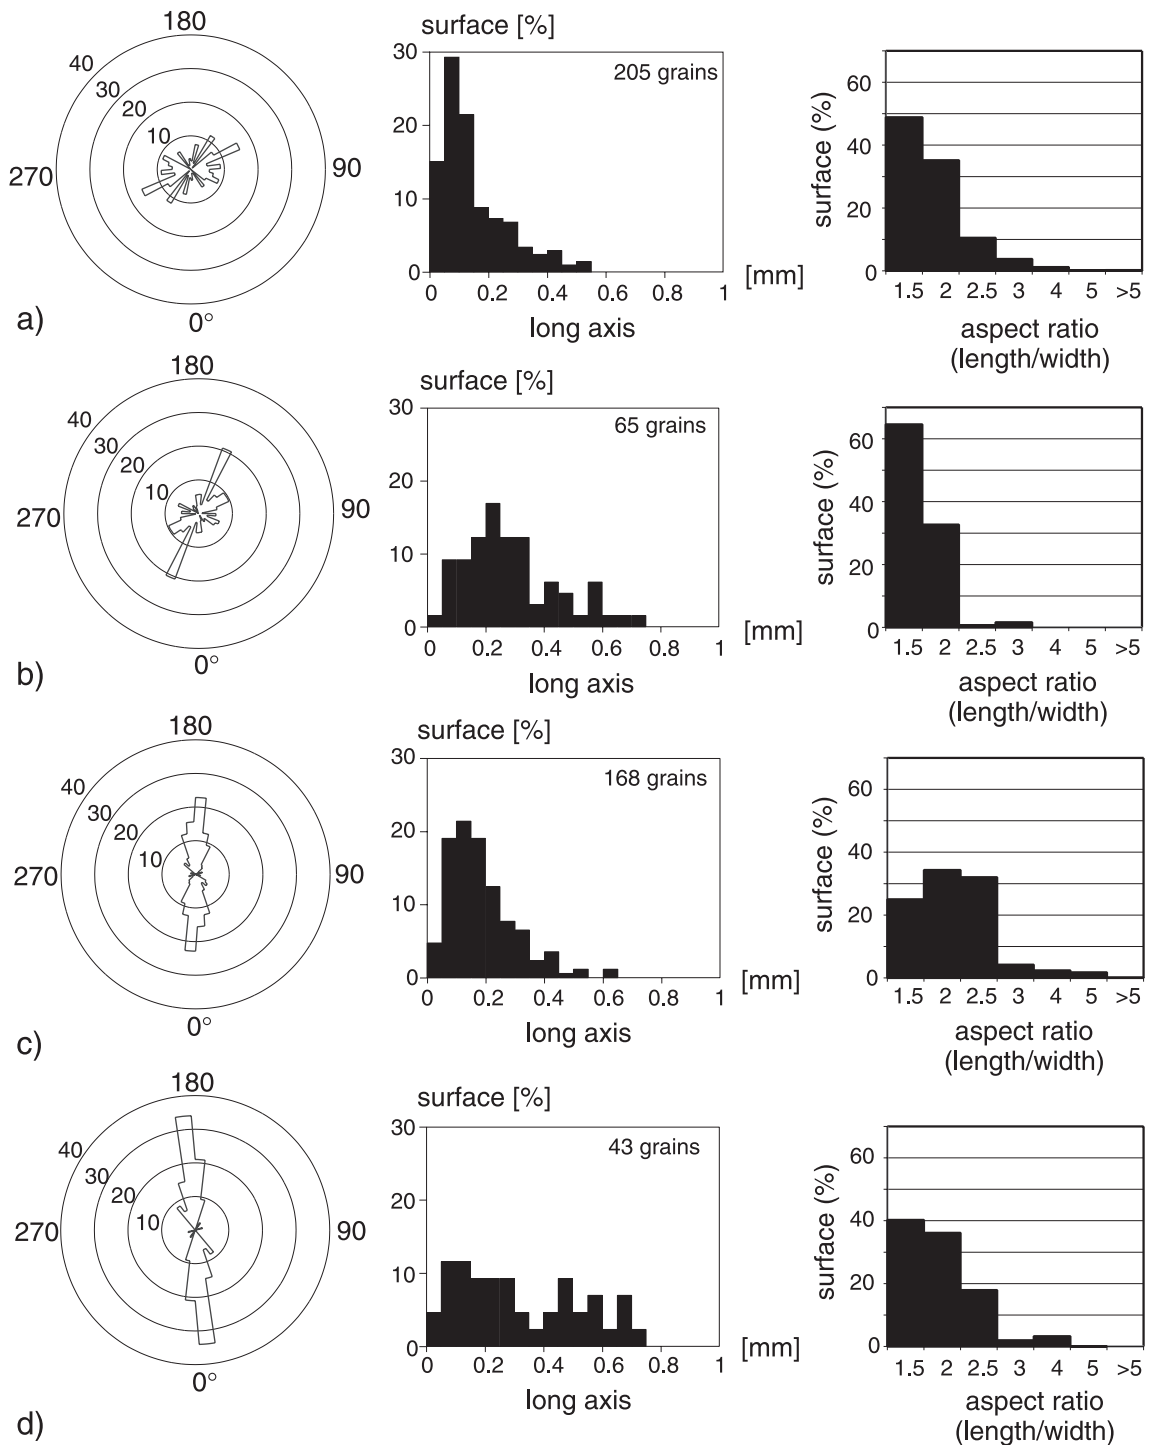 180
40
30
20
10
270
90
0°
a)
surface [%]
30
205 grains
20
10
0
0 0.2 0.4 0.6 0.8 1
[mm]
long axis
surface (%)
60
40
20
0
1.5 2 2.5 3 4 5 >5
aspect ratio
(length/width)
180
40
30
20
10
270
90
0°
b)
surface [%]
30
65 grains
20
10
0
0 0.2 0.4 0.6 0.8 1
[mm]
long axis
surface (%)
60
40
20
0
1.5 2 2.5 3 4 5 >5
aspect ratio
(length/width)
180
40
30
20
10
270
90
0°
c)
surface [%]
30
168 grains
20
10
0
0 0.2 0.4 0.6 0.8 1
[mm]
long axis
surface (%)
60
40
20
0
1.5 2 2.5 3 4 5 >5
aspect ratio
(length/width)
180
40
30
20
10
270
90
0°
d)
surface [%]
30
43 grains
20
10
0
0 0.2 0.4 0.6 0.8 1
[mm]
long axis
surface (%)
60
40
20
0
1.5 2 2.5 3 4 5 >5
aspect ratio
(length/width)